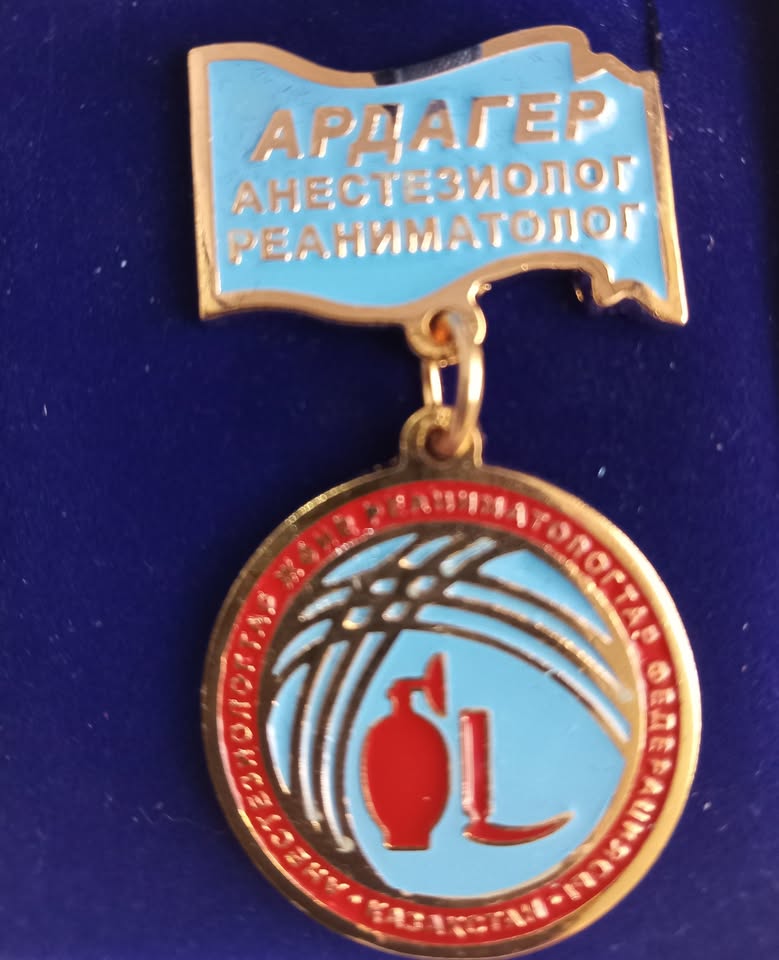 АРДАГЕР
АНЕСТЕЗИОЛОГ
РЕАНИМАТОЛОГ
АНЕСТЕЗИОЛОГТАР ЖӘНЕ РЕАНИМАТОЛОГТАР ФЕДЕРАЦИЯСЫ
ҚАЗАҚСТАН